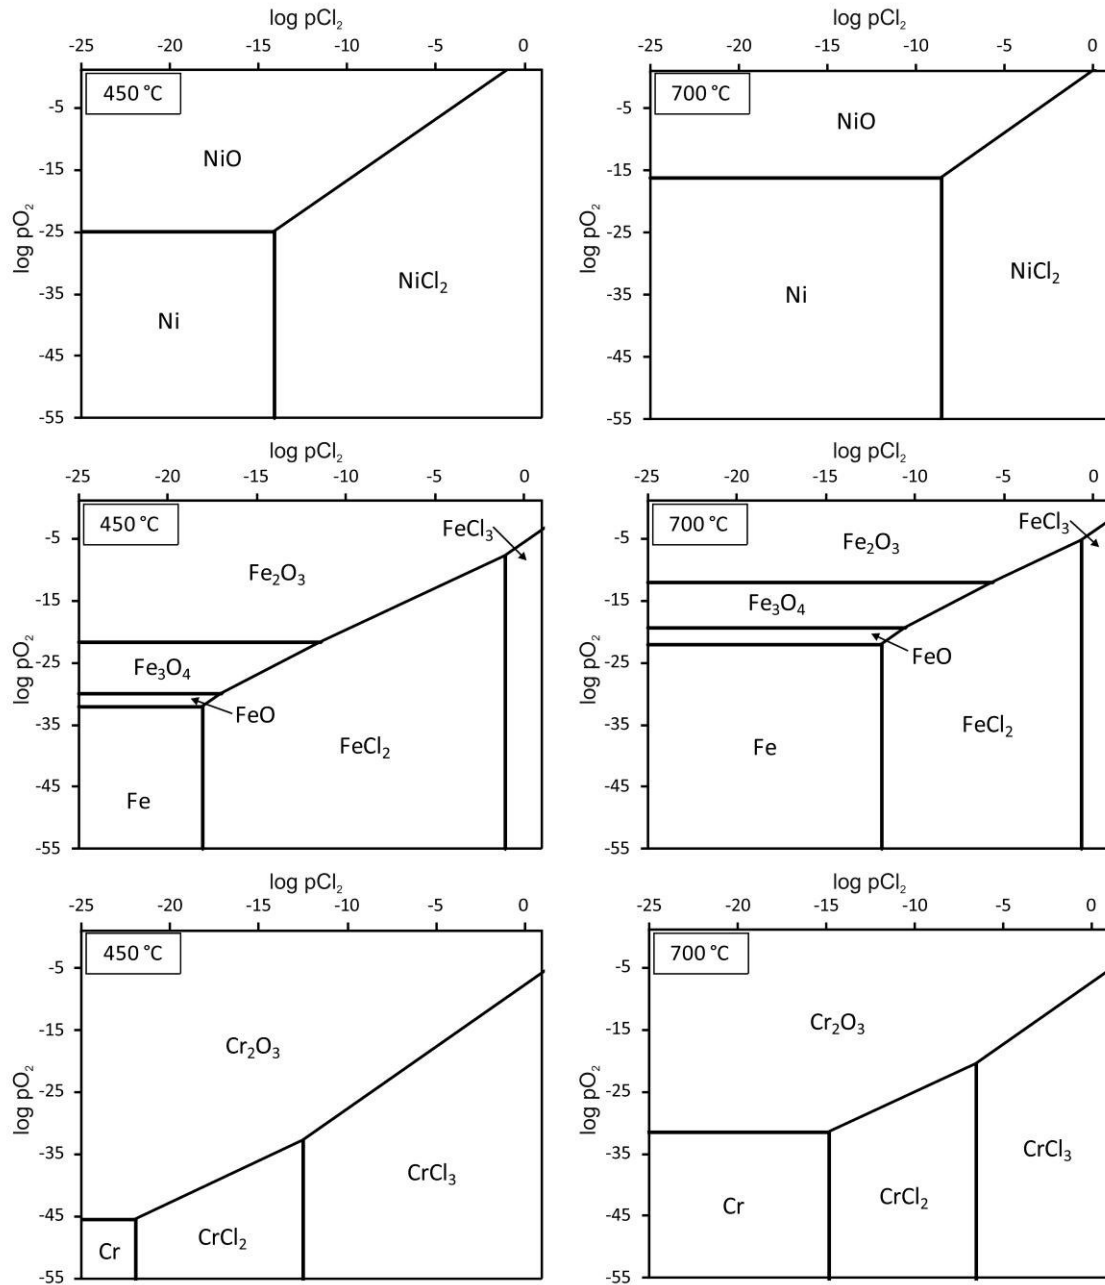 log pCl₂ log pCl₂
-25 -20 -15 -10 -5 0 -25 -20 -15 -10 -5 0
450 °C 700 °C
-5 -5
NiO NiO
-15 -15
log pO₂ log pO₂
-25 -25
NiCl₂ NiCl₂
-35 Ni -35 Ni
-45 -45
-55 -55
log pCl₂ log pCl₂
-25 -20 -15 -10 -5 0 -25 -20 -15 -10 -5 0
450 °C FeCl₃ 700 °C FeCl₃
-5 -5
Fe₂O₃ Fe₂O₃
-15 -15 Fe₃O₄
log pO₂ log pO₂
-25 Fe₃O₄ -25 FeO
FeO
-35 FeCl₂ -35 FeCl₂
Fe Fe
-45 -45
-55 -55
log pCl₂ log pCl₂
-25 -20 -15 -10 -5 0 -25 -20 -15 -10 -5 0
450 °C 700 °C
-5 -5
Cr₂O₃ Cr₂O₃
-15 -15
log pO₂ log pO₂
-25 -25
-35 -35
CrCl₃ CrCl₃
-45 CrCl₂ -45 Cr CrCl₂
Cr
-55 -55